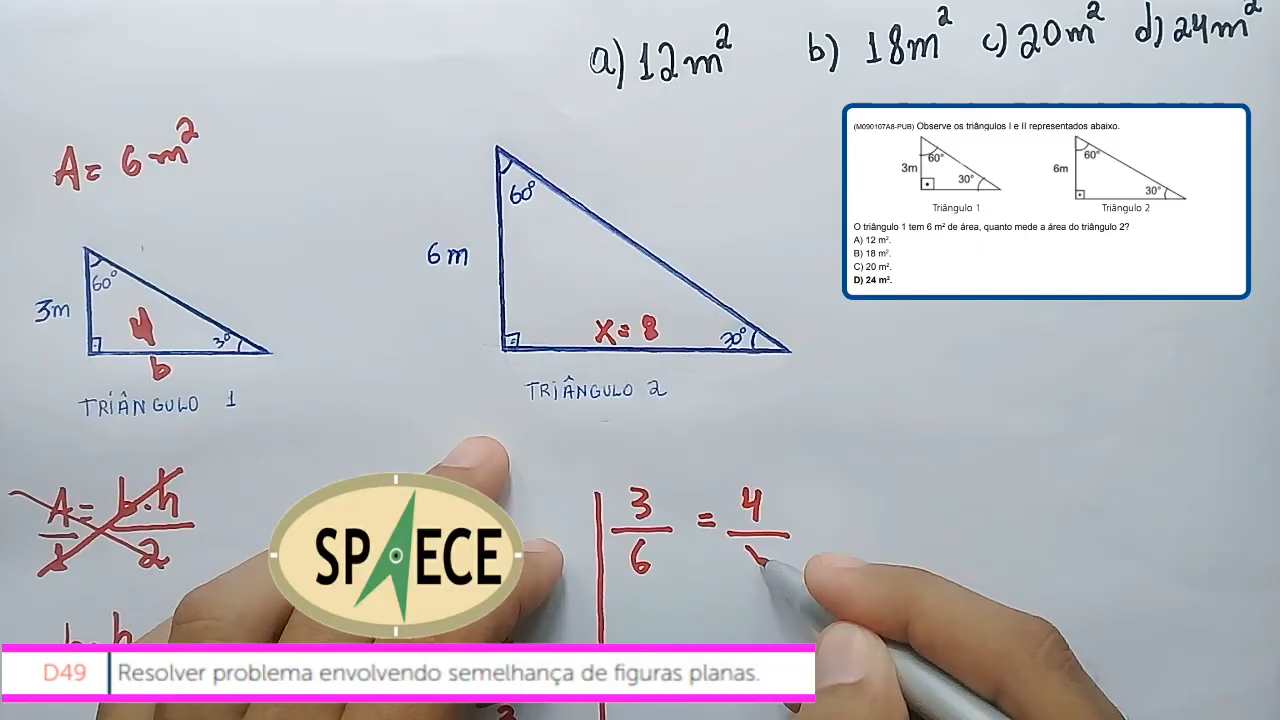 a) 12m² b) 18m² c) 20m² d) 24m²
A = 6 m²
(M090107A8-PUB) Observe os triângulos I e II representados abaixo.
60°
3m
30°
Triângulo 1
60°
6m
30°
Triângulo 2
O triângulo 1 tem 6 m² de área, quanto mede a área do triângulo 2?
A) 12 m².
B) 18 m².
C) 20 m².
D) 24 m².
60°
3m
4
30°
b
TRIÂNGULO 1
60°
6m
x = 8
30°
TRIÂNGULO 2
A = b.h
1 2
b.h
3 = 4
6
SPAECE
D49 Resolver problema envolvendo semelhança de figuras planas.